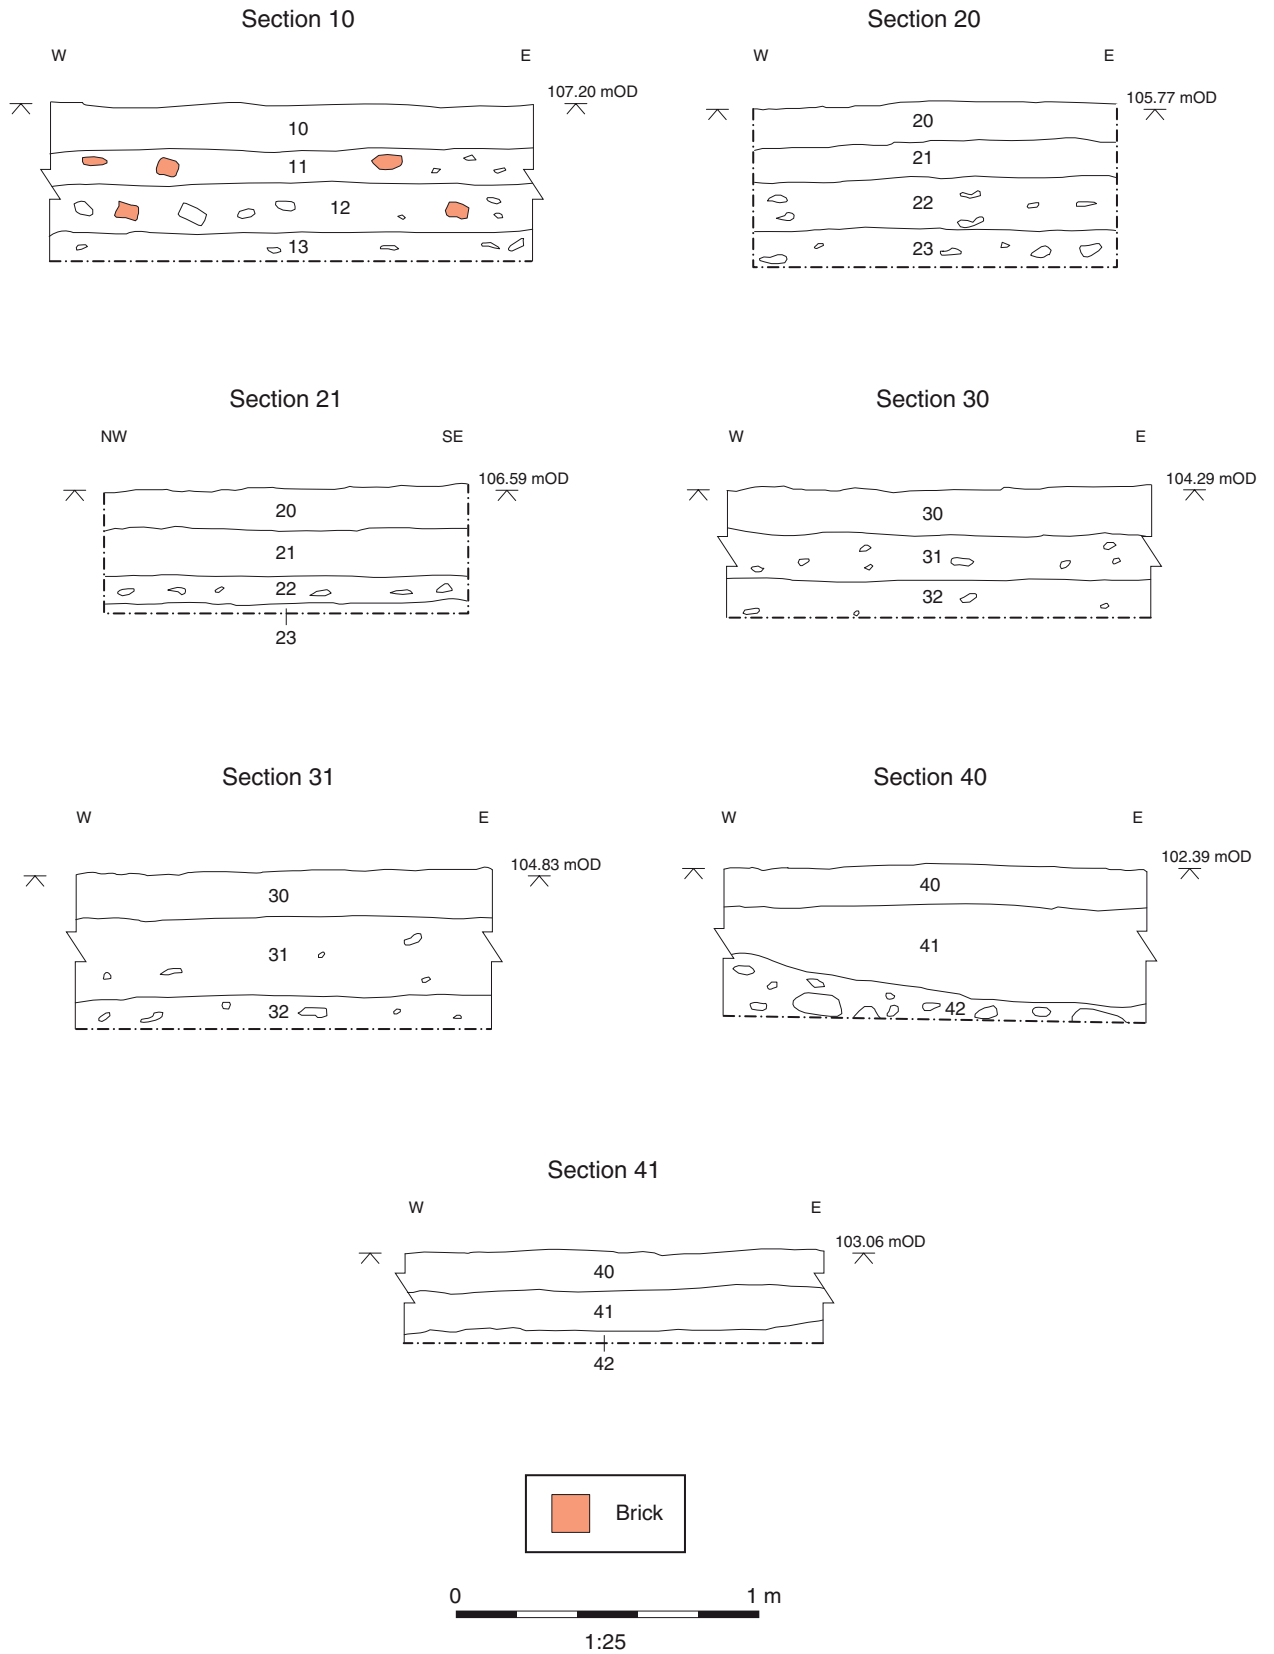 Section 10
W E
107.20 mOD
10
11
12
13
Section 20
W E
105.77 mOD
20
21
22
23
Section 21
NW SE
106.59 mOD
20
21
22
23
Section 30
W E
104.29 mOD
30
31
32
Section 31
W E
104.83 mOD
30
31
32
Section 40
W E
102.39 mOD
40
41
42
Section 41
W E
103.06 mOD
40
41
42
Brick
0 1 m
1:25